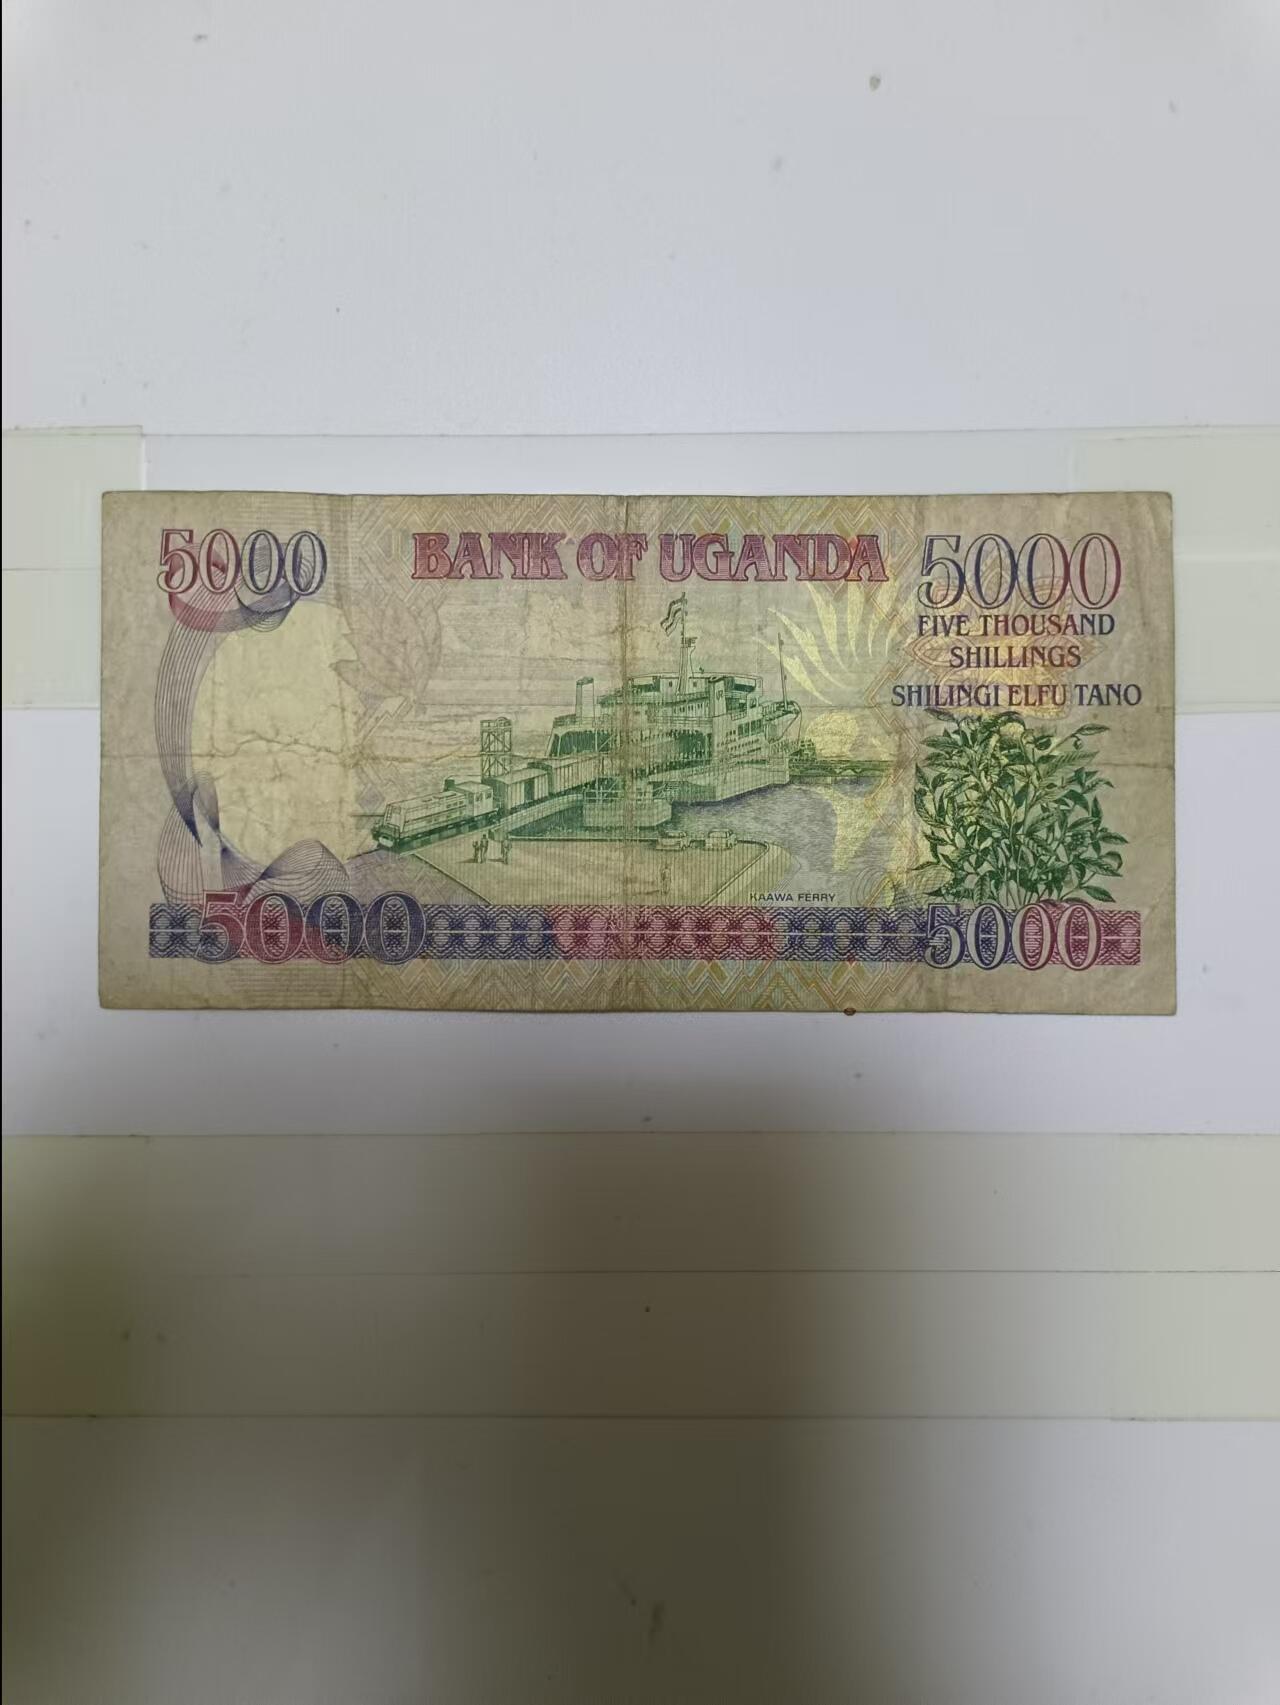 5000 BANK OF UGANDA 5000
FIVE THOUSAND
SHILLINGS
SHILINGI ELFU TANO
KAAWA FERRY
5000 5000